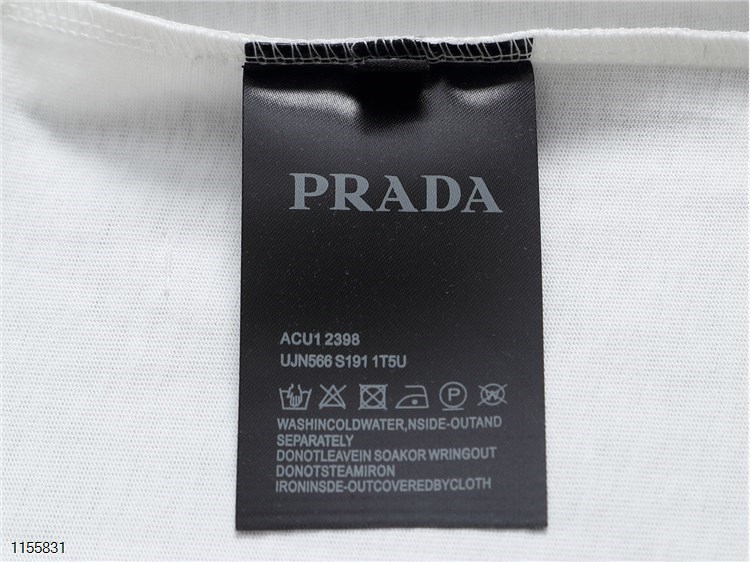 PRADA
ACU1 2398
UJN566 S191 1T5U
P W
WASHINCOLDWATER,NSIDE-OUTAND
SEPARATELY
DONOTLEAVEIN SOAKOR WRINGOUT
DONOTSTEAMIRON
IRONINSDE-OUTCOVEREDBYCLOTH
1155831